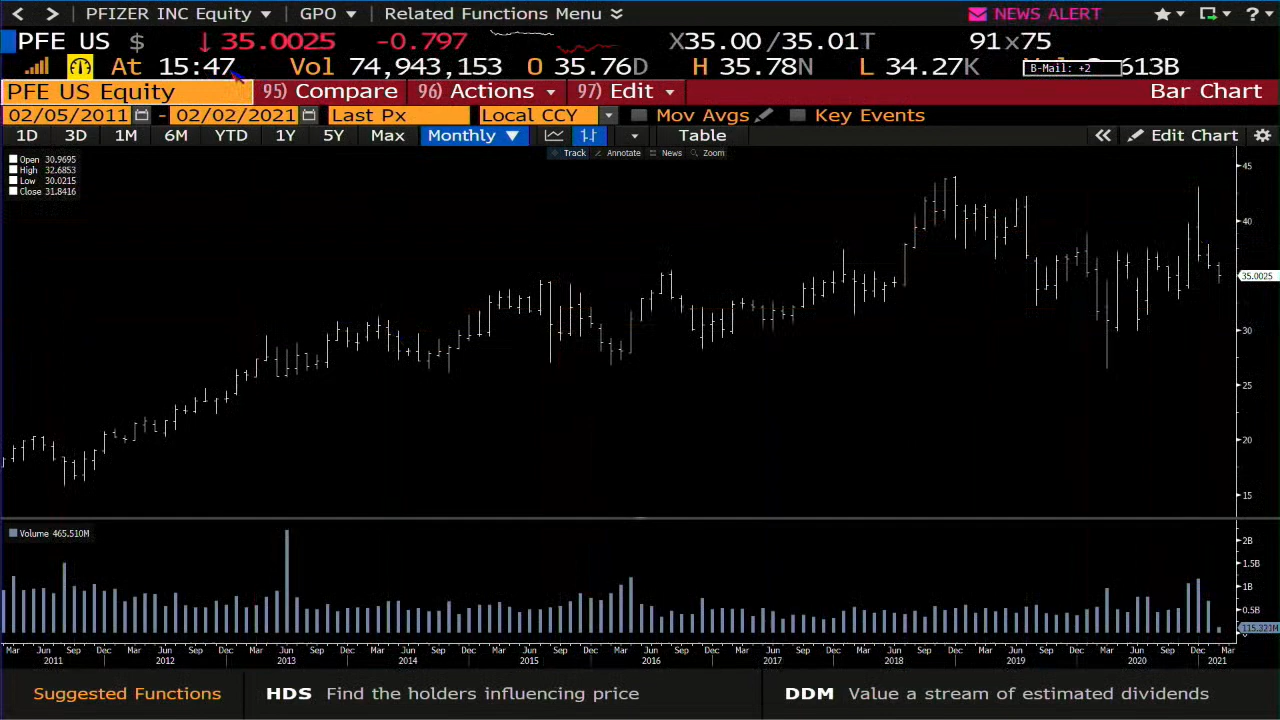 < > PFIZER INC Equity ▼ GPO ▼ Related Functions Menu NEWS ALERT ★ ?
PFE US $ ↓ 35.0025 -0.797 X35.00/35.01T 91x75
At 15:47 Vol 74,943,153 O 35.76D H 35.78N L 34.27K B-Mail: +2 613B
PFE US Equity 95) Compare 96) Actions 97) Edit Bar Chart
02/05/2011 - 02/02/2021 Last Px Local CCY Mov Avgs Key Events
1D 3D 1M 6M YTD 1Y 5Y Max Monthly ▼ Table « Edit Chart
Track Annotate News Zoom
Open 30.9695
High 32.6853
Low 30.0215
Close 31.8416
45
40
35.0025
30
25
20
15
Volume 465.510M
2B
1.5B
1B
0.5B
115.321M
Mar Jun Sep Dec Mar Jun Sep Dec Mar Jun Sep Dec Mar Jun Sep Dec Mar Jun Sep Dec Mar Jun Sep Dec Mar Jun Sep Dec Mar Jun Sep Dec Mar Jun Sep Dec Mar Jun Sep Dec Mar
2011 2012 2013 2014 2015 2016 2017 2018 2019 2020 2021
Suggested Functions HDS Find the holders influencing price DDM Value a stream of estimated dividends